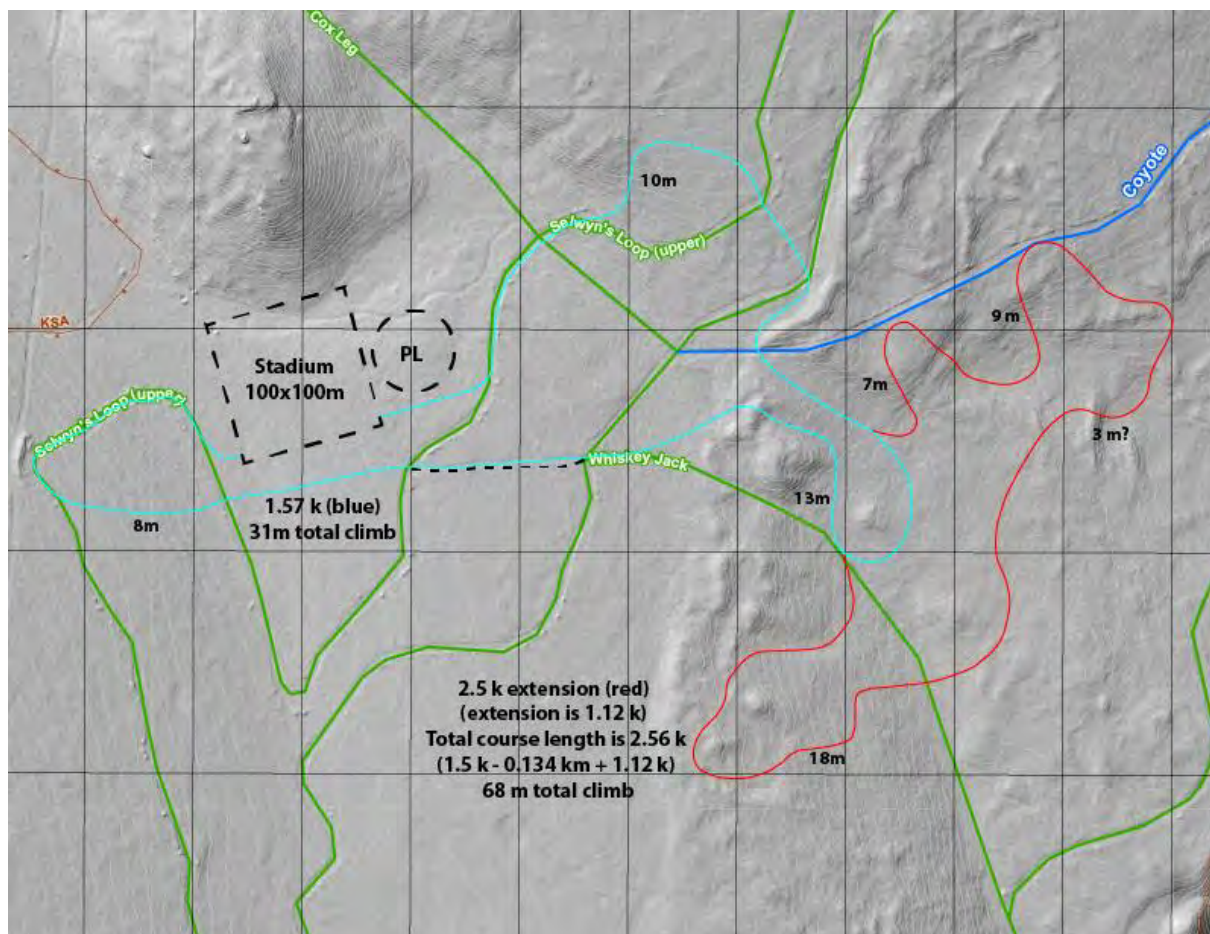 Cox Leg
Coyote
10m
Selwyn's Loop (upper)
KSA
9 m
Stadium
100x100m
PL
7m
Selwyn's Loop (upper)
3 m?
Whiskey Jack
13m
1.57 k (blue)
31m total climb
8m
2.5 k extension (red)
(extension is 1.12 k)
Total course length is 2.56 k
(1.5 k - 0.134 km + 1.12 k)
68 m total climb
18m